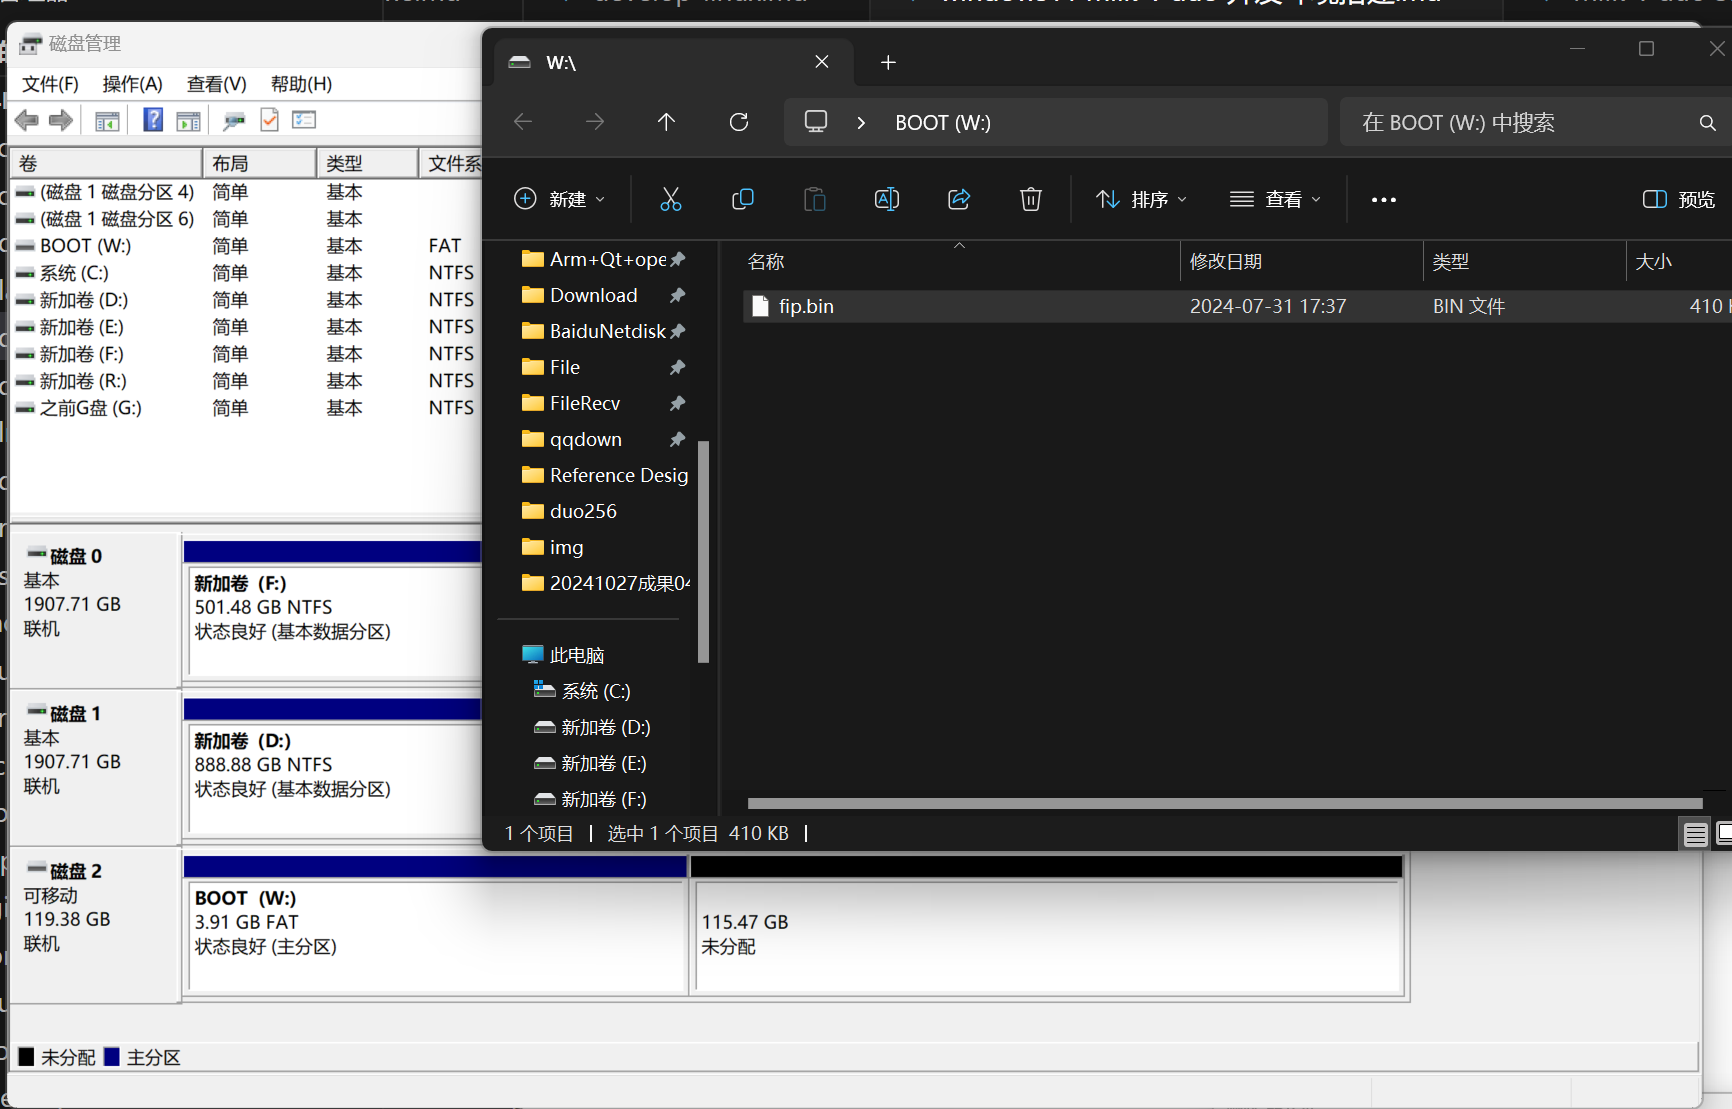 磁盘管理
文件(F) 操作(A) 查看(V) 帮助(H)
卷 布局 类型 文件系
(磁盘 1 磁盘分区 4) 简单 基本
(磁盘 1 磁盘分区 6) 简单 基本
BOOT (W:) 简单 基本 FAT
系统 (C:) 简单 基本 NTFS
新加卷 (D:) 简单 基本 NTFS
新加卷 (E:) 简单 基本 NTFS
新加卷 (F:) 简单 基本 NTFS
新加卷 (R:) 简单 基本 NTFS
之前G盘 (G:) 简单 基本 NTFS
磁盘 0
基本
1907.71 GB
联机
新加卷 (F:)
501.48 GB NTFS
状态良好 (基本数据分区)
磁盘 1
基本
1907.71 GB
联机
新加卷 (D:)
888.88 GB NTFS
状态良好 (基本数据分区)
磁盘 2
可移动
119.38 GB
联机
BOOT (W:)
3.91 GB FAT
状态良好 (主分区)
115.47 GB
未分配
未分配 主分区
W:\
BOOT (W:)
在 BOOT (W:) 中搜索
新建 排序 查看 预览
Arm+Qt+ope
Download
BaiduNetdisk
File
FileRecv
qqdown
Reference Desig
duo256
img
20241027成果04
此电脑
系统 (C:)
新加卷 (D:)
新加卷 (E:)
新加卷 (F:)
名称 修改日期 类型 大小
fip.bin 2024-07-31 17:37 BIN 文件 410
1 个项目 选中 1 个项目 410 KB